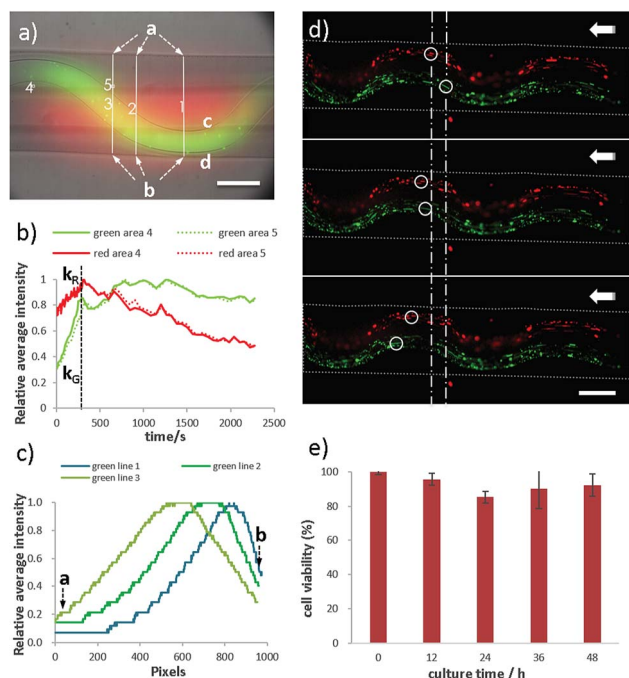 a)
a
4
5
3
2
1
c
d
b
b)
green area 4 green area 5
red area 4 red area 5
Relative average intensity
1
0.8
0.6
0.4
0.2
0
kR
kG
0 500 1000 1500 2000 2500
time/s
c)
green line 1 green line 2
green line 3
Relative average intensity
1.0
0.8
0.6
0.4
0.2
0.0
a
b
0 200 400 600 800 1000
Pixels
d)
e)
cell viability (%)
100
80
60
40
20
0
0 12 24 36 48
culture time / h